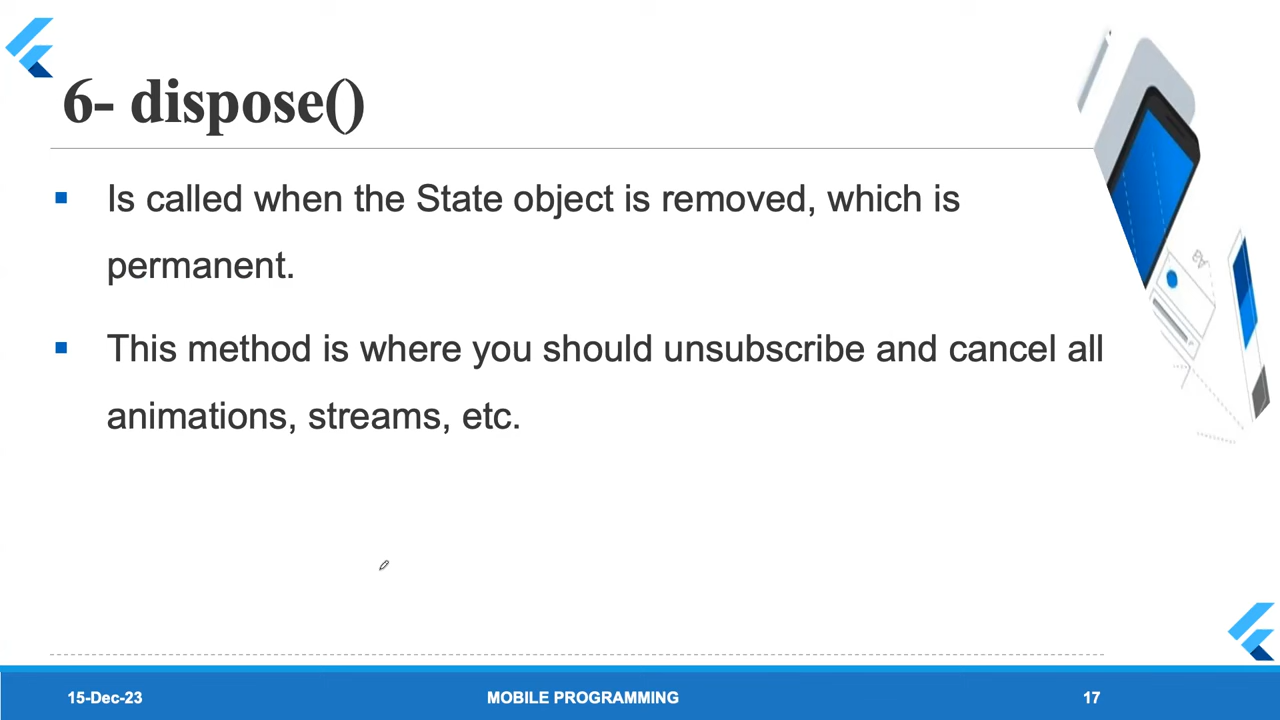 6- dispose()
Is called when the State object is removed, which is
permanent.
This method is where you should unsubscribe and cancel all
animations, streams, etc.
Aa
15-Dec-23
MOBILE PROGRAMMING
17